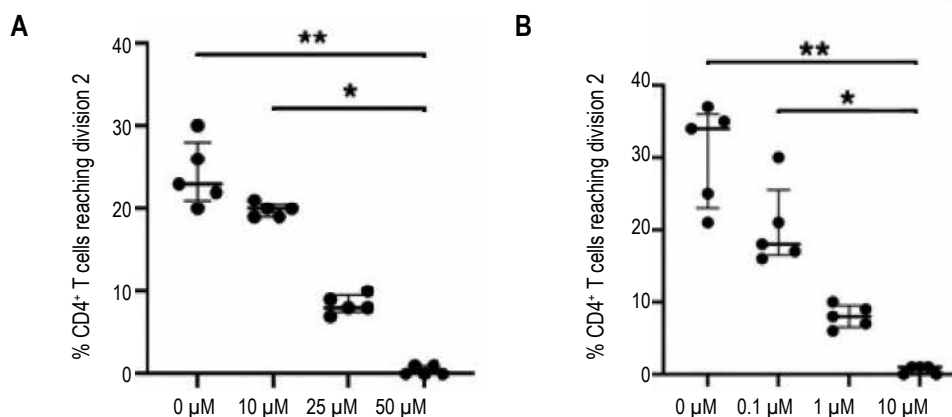 A
% CD4⁺ T cells reaching division 2
40
30
20
10
0
**
*
0 µM 10 µM 25 µM 50 µM
B
% CD4⁺ T cells reaching division 2
40
30
20
10
0
**
*
0 µM 0.1 µM 1 µM 10 µM